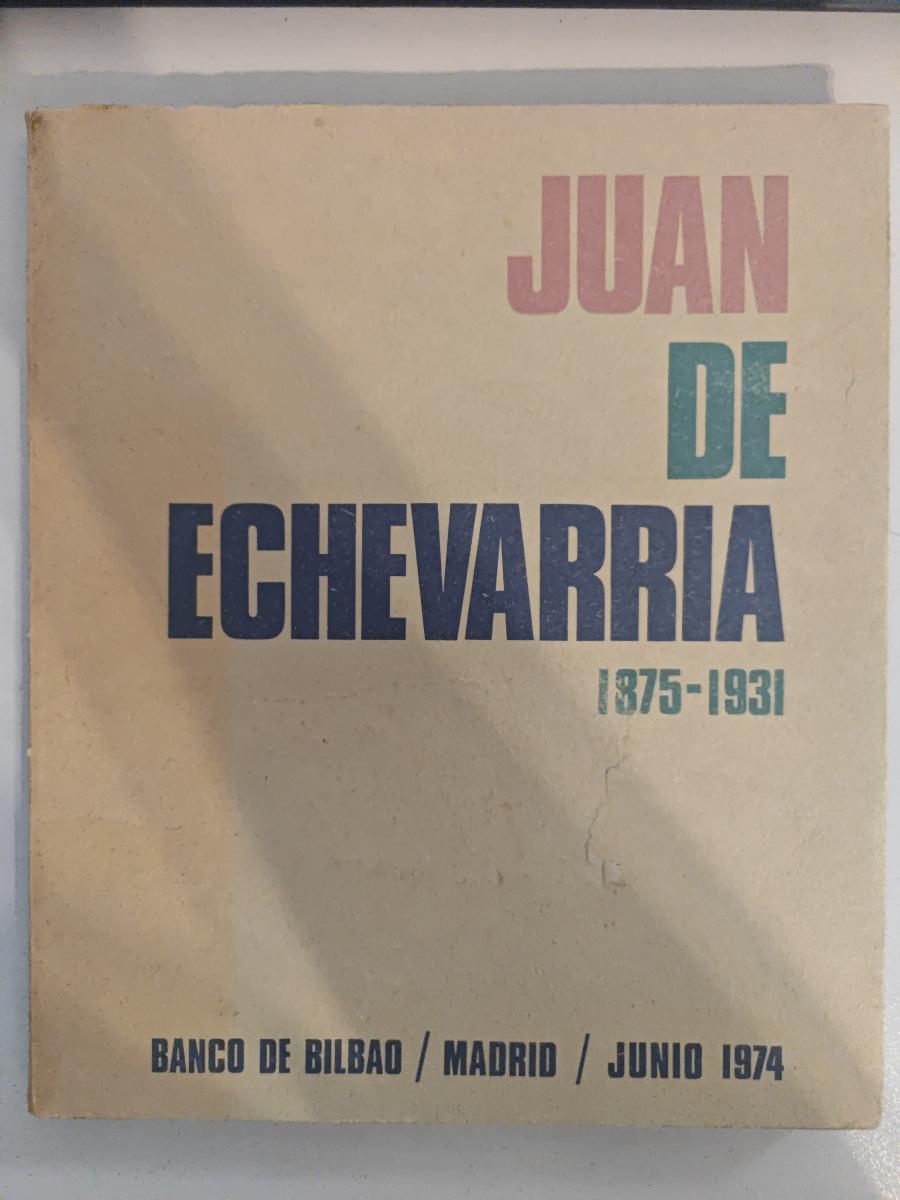 JUAN
DE
ECHEVARRIA
1875-1931
BANCO DE BILBAO / MADRID / JUNIO 1974